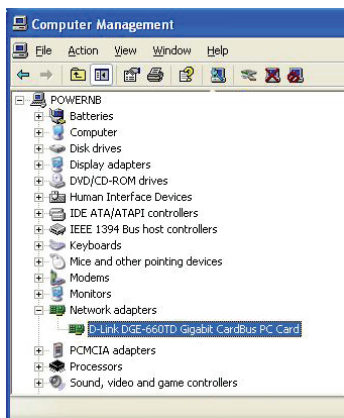 Computer Management
File Action View Window Help
POWERNB
Batteries
Computer
Disk drives
Display adapters
DVD/CD-ROM drives
Human Interface Devices
IDE ATA/ATAPI controllers
IEEE 1394 Bus host controllers
Keyboards
Mice and other pointing devices
Modems
Monitors
Network adapters
D-Link DGE-660TD Gigabit CardBus PC Card
PCMCIA adapters
Processors
Sound, video and game controllers